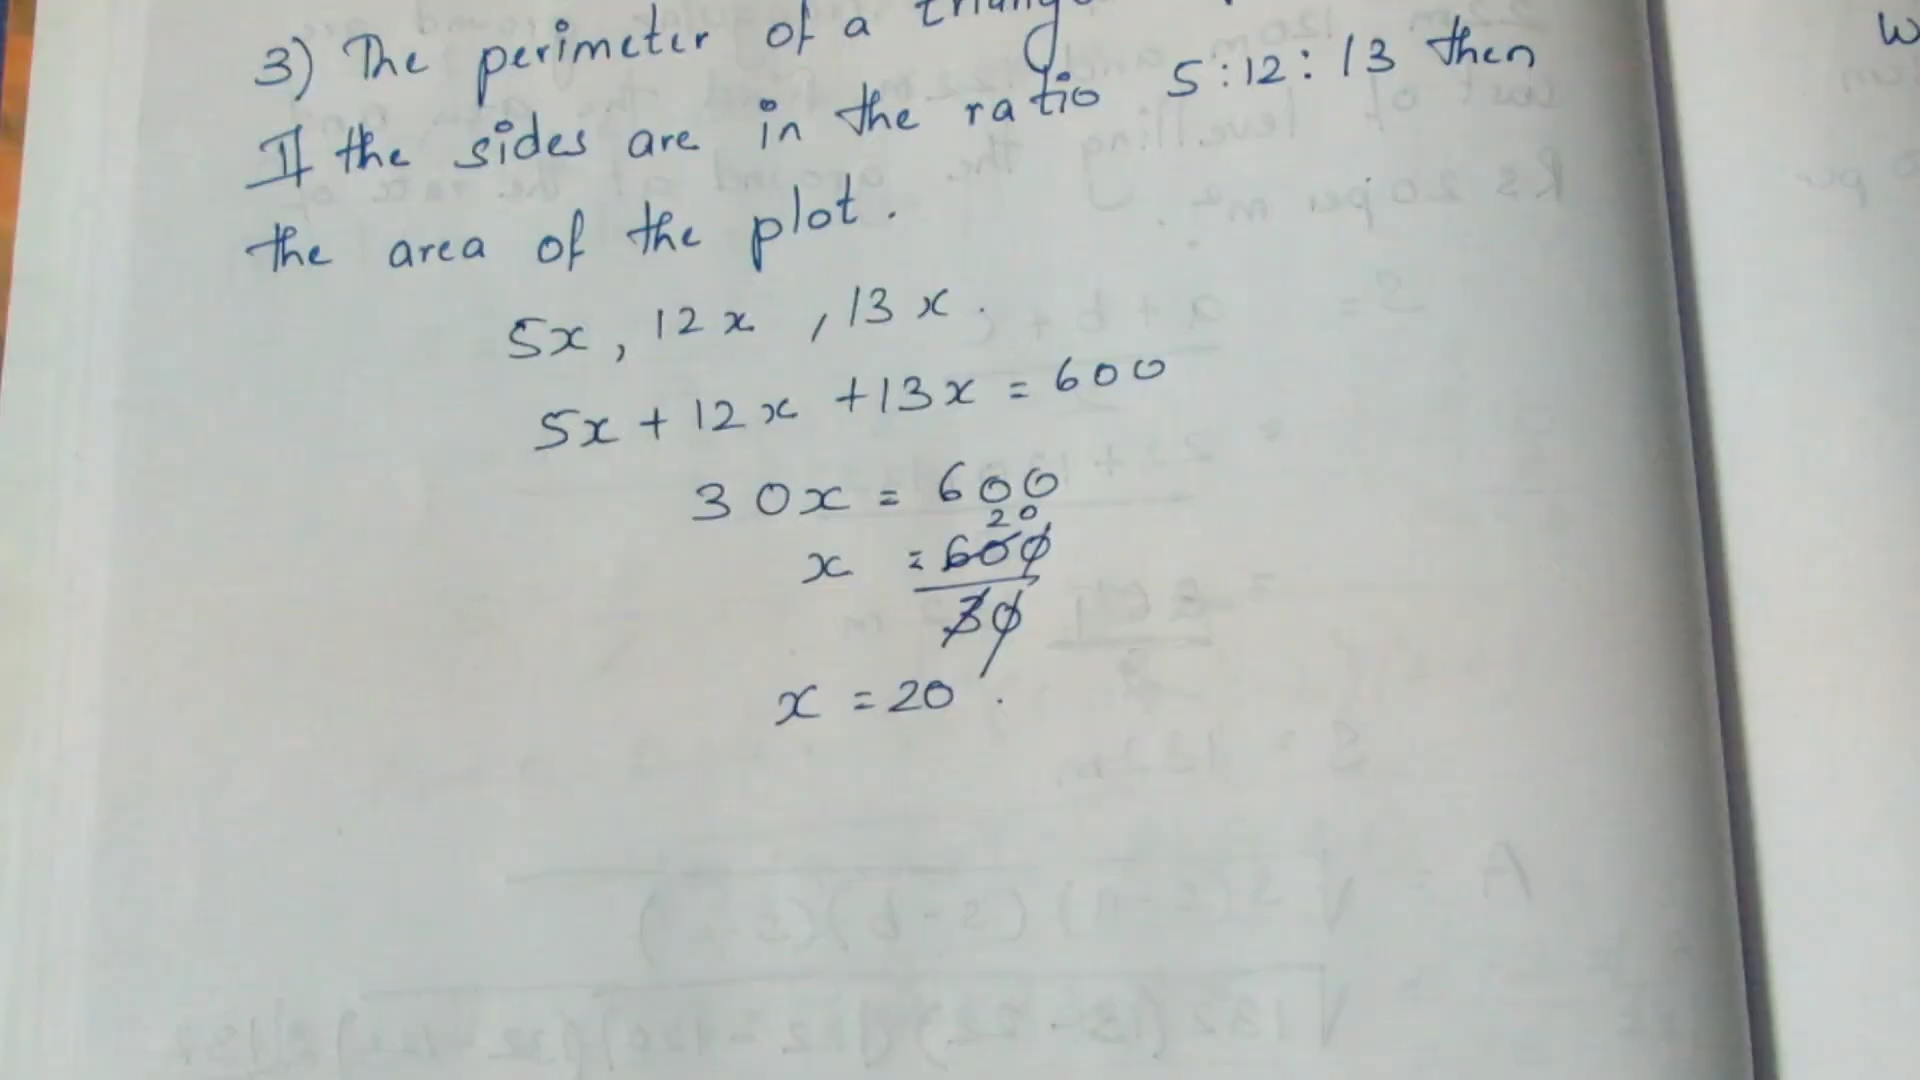 3) The perimeter of a
If the sides are in the ratio 5:12:13 then
the area of the plot.
5x, 12x, 13x.
5x + 12x + 13x = 600
30x = 600
20
x = 600
30
x = 20.